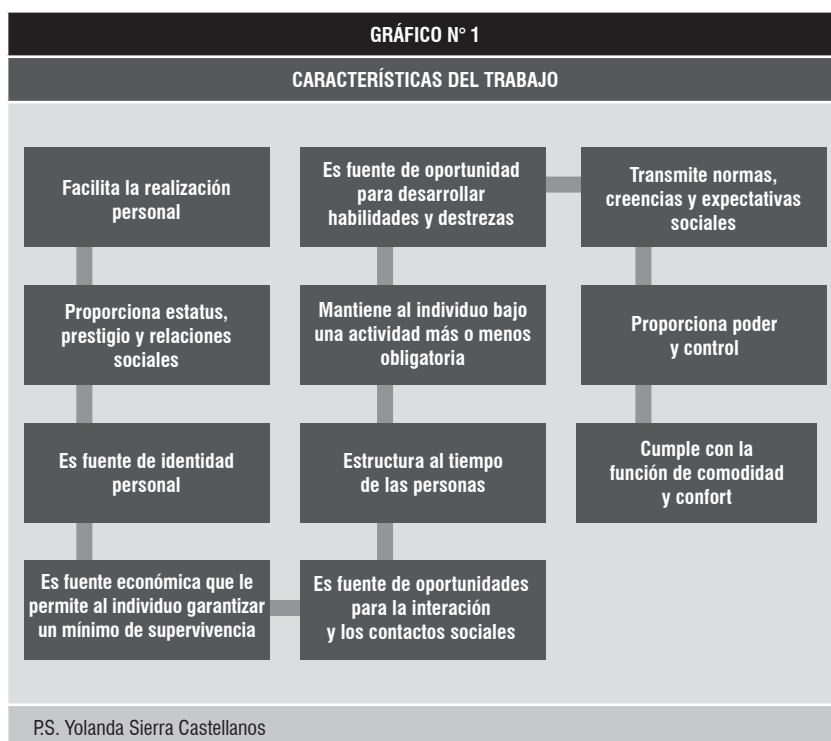 GRÁFICO N° 1
CARACTERÍSTICAS DEL TRABAJO
Facilita la realización
personal
Proporciona estatus,
prestigio y relaciones
sociales
Es fuente de identidad
personal
Es fuente económica que le
permite al individuo garantizar
un mínimo de supervivencia
Es fuente de oportunidades
para la interación
y los contactos sociales
Estructura al tiempo
de las personas
Mantiene al individuo bajo
una actividad más o menos
obligatoria
Es fuente de oportunidad
para desarrollar
habilidades y destrezas
Transmite normas,
creencias y expectativas
sociales
Proporciona poder
y control
Cumple con la
función de comodidad
y confort
P.S. Yolanda Sierra Castellanos